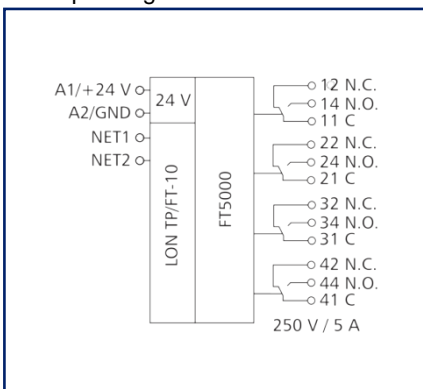 A1/+24 V
A2/GND
NET1
NET2
24 V
LON TP/FT-10
FT5000
12 N.C.
14 N.O.
11 C
22 N.C.
24 N.O.
21 C
32 N.C.
34 N.O.
31 C
42 N.C.
44 N.O.
41 C
250 V / 5 A